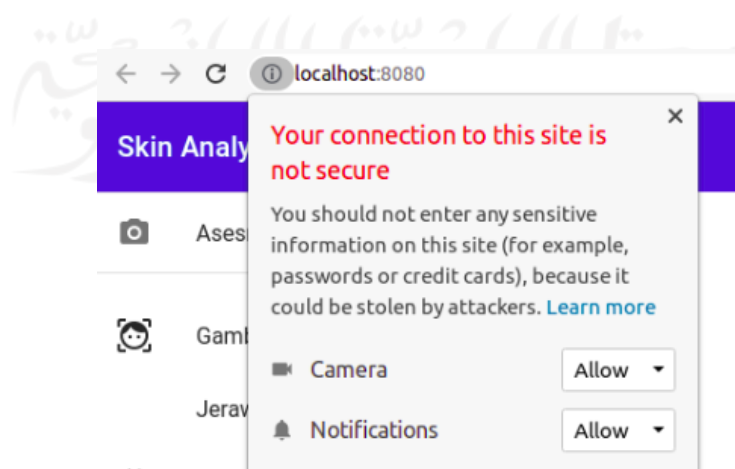 localhost:8080
Skin Analy
Your connection to this site is
not secure
You should not enter any sensitive
information on this site (for example,
passwords or credit cards), because it
could be stolen by attackers. Learn more
Camera
Allow
Notifications
Allow
Gamb
Jerav